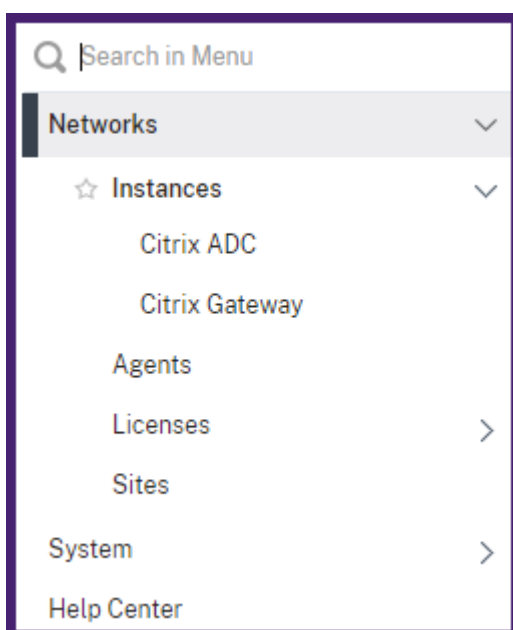 Search in Menu
Networks
Instances
Citrix ADC
Citrix Gateway
Agents
Licenses
Sites
System
Help Center